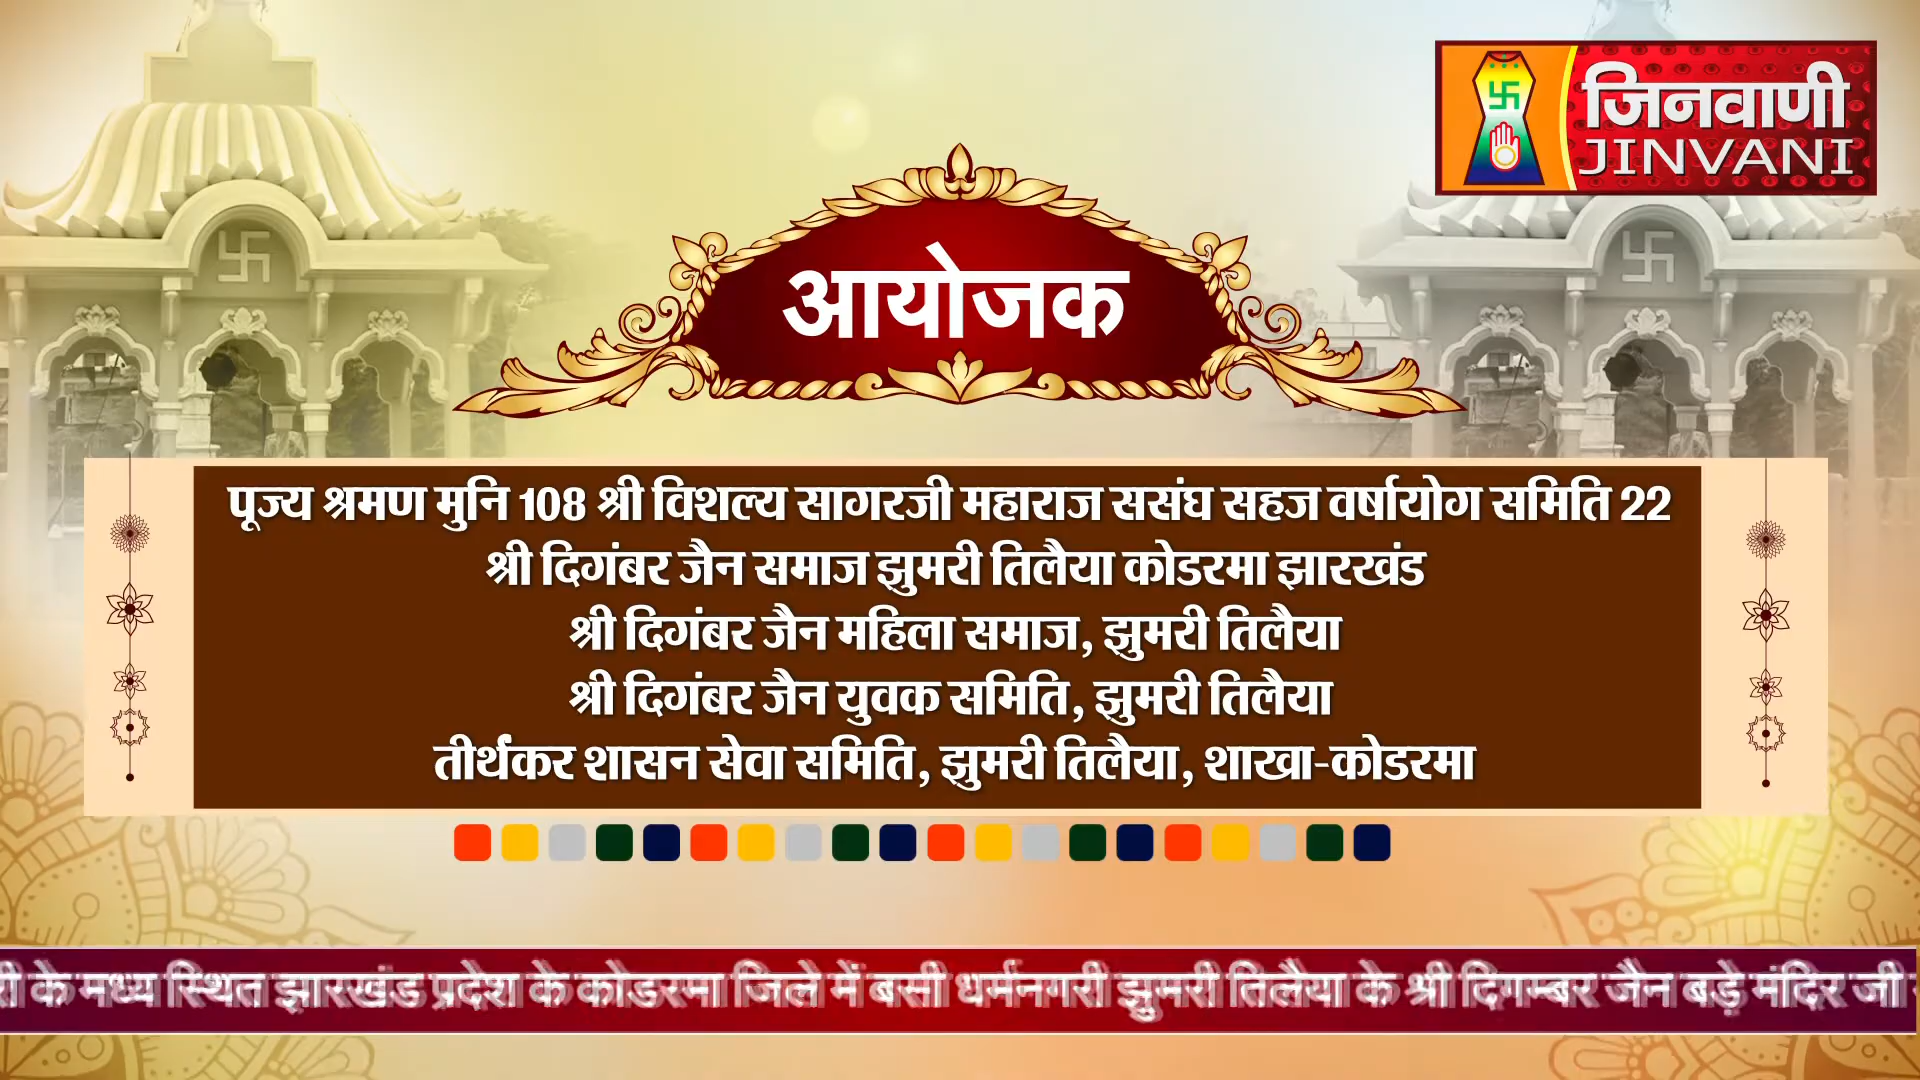 जिनवाणी
JINVANI
आयोजक
पूज्य श्रमण मुनि 108 श्री विशल्य सागरजी महाराज ससंघ सहज वर्षायोग समिति 22
श्री दिगंबर जैन समाज झुमरी तिलैया कोडरमा झारखंड
श्री दिगंबर जैन महिला समाज, झुमरी तिलैया
श्री दिगंबर जैन युवक समिति, झुमरी तिलैया
तीर्थंकर शासन सेवा समिति, झुमरी तिलैया, शाखा-कोडरमा
के मध्य स्थित झारखंड प्रदेश के कोडरमा जिले में बसी धर्मनगरी झुमरी तिलैया के श्री दिगम्बर जैन बड़े मंदिर जी